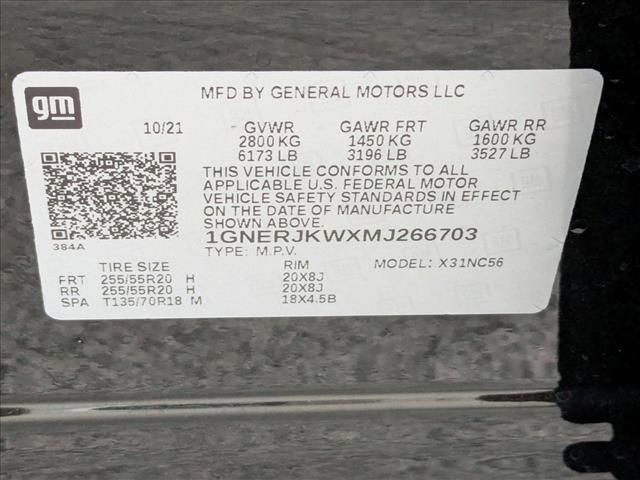 gm
MFD BY GENERAL MOTORS LLC
10/21 GVWR GAWR FRT GAWR RR
2800 KG 1450 KG 1600 KG
6173 LB 3196 LB 3527 LB
THIS VEHICLE CONFORMS TO ALL
APPLICABLE U.S. FEDERAL MOTOR
VEHICLE SAFETY STANDARDS IN EFFECT
ON THE DATE OF MANUFACTURE
SHOWN ABOVE.
384A
1GNERJKWXMJ266703
TYPE: M.P.V. MODEL: X31NC56
TIRE SIZE RIM
FRT 255/55R20 H 20X8J
RR 255/55R20 H 20X8J
SPA T135/70R18 M 18X4.5B